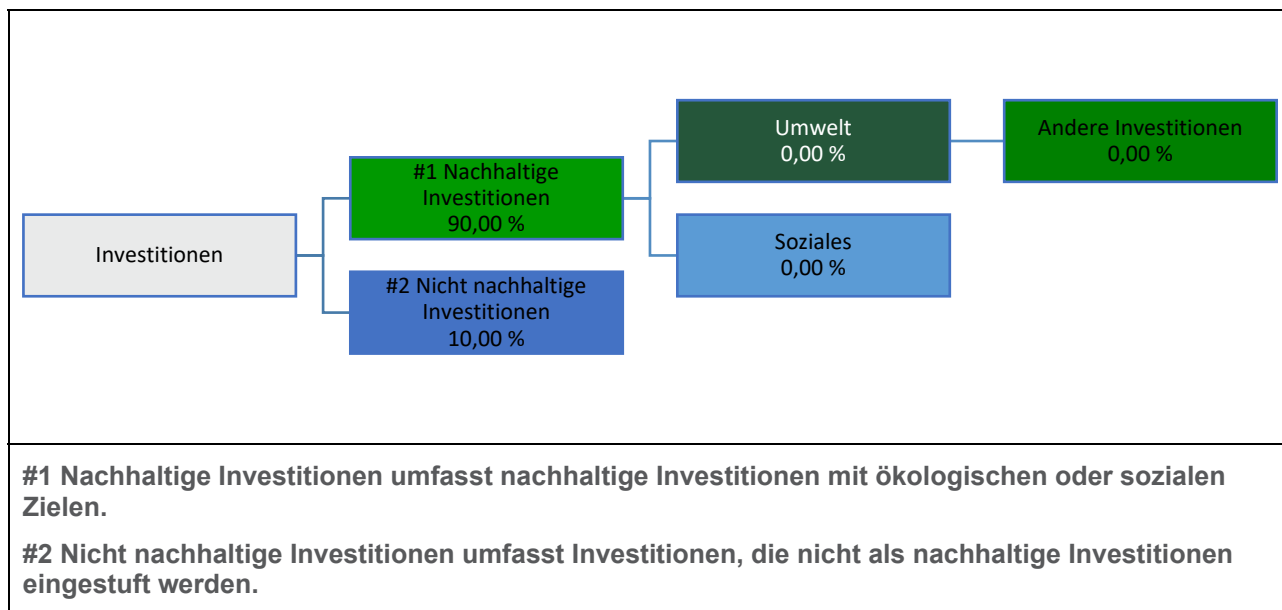 Investitionen
#1 Nachhaltige
Investitionen
90,00 %
#2 Nicht nachhaltige
Investitionen
10,00 %
Umwelt
0,00 %
Soziales
0,00 %
Andere Investitionen
0,00 %
#1 Nachhaltige Investitionen umfasst nachhaltige Investitionen mit ökologischen oder sozialen
Zielen.
#2 Nicht nachhaltige Investitionen umfasst Investitionen, die nicht als nachhaltige Investitionen
eingestuft werden.